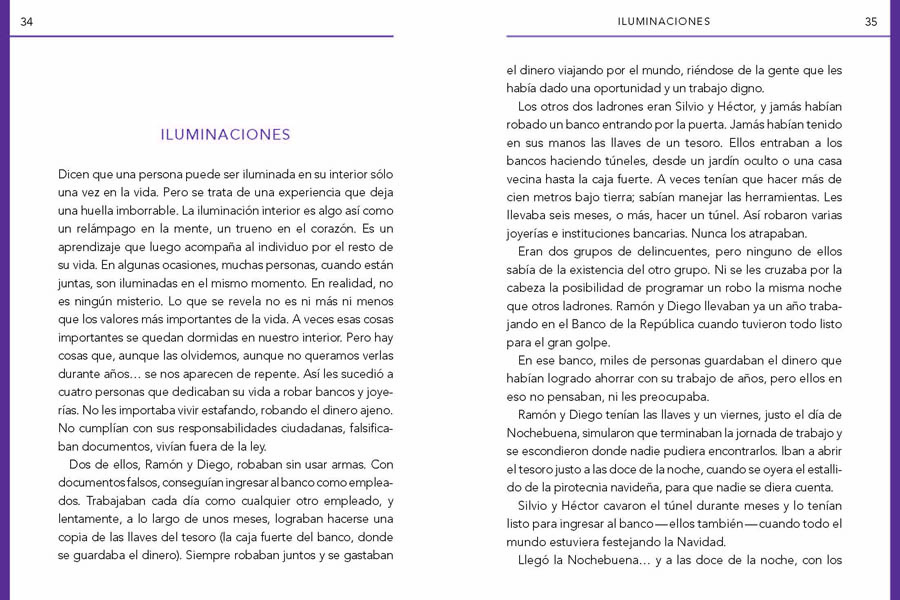 34
ILUMINACIONES
Dicen que una persona puede ser iluminada en su interior sólo
una vez en la vida. Pero se trata de una experiencia que deja
una huella imborrable. La iluminación interior es algo así como
un relámpago en la mente, un trueno en el corazón. Es un
aprendizaje que luego acompaña al individuo por el resto de
su vida. En algunas ocasiones, muchas personas, cuando están
juntas, son iluminadas en el mismo momento. En realidad, no
es ningún misterio. Lo que se revela no es ni más ni menos
que los valores más importantes de la vida. A veces esas cosas
importantes se quedan dormidas en nuestro interior. Pero hay
cosas que, aunque las olvidemos, aunque no queramos verlas
durante años… se nos aparecen de repente. Así les sucedió a
cuatro personas que dedicaban su vida a robar bancos y joye-
rías. No les importaba vivir estafando, robando el dinero ajeno.
No cumplían con sus responsabilidades ciudadanas, falsifica-
ban documentos, vivían fuera de la ley.
Dos de ellos, Ramón y Diego, robaban sin usar armas. Con
documentos falsos, conseguían ingresar al banco como emplea-
dos. Trabajaban cada día como cualquier otro empleado, y
lentamente, a lo largo de unos meses, lograban hacerse una
copia de las llaves del tesoro (la caja fuerte del banco, donde
se guardaba el dinero). Siempre robaban juntos y se gastaban
ILUMINACIONES
35
el dinero viajando por el mundo, riéndose de la gente que les
había dado una oportunidad y un trabajo digno.
Los otros dos ladrones eran Silvio y Héctor, y jamás habían
robado un banco entrando por la puerta. Jamás habían tenido
en sus manos las llaves de un tesoro. Ellos entraban a los
bancos haciendo túneles, desde un jardín oculto o una casa
vecina hasta la caja fuerte. A veces tenían que hacer más de
cien metros bajo tierra; sabían manejar las herramientas. Les
llevaba seis meses, o más, hacer un túnel. Así robaron varias
joyerías e instituciones bancarias. Nunca los atrapaban.
Eran dos grupos de delincuentes, pero ninguno de ellos
sabía de la existencia del otro grupo. Ni se les cruzaba por la
cabeza la posibilidad de programar un robo la misma noche
que otros ladrones. Ramón y Diego llevaban ya un año traba-
jando en el Banco de la República cuando tuvieron todo listo
para el gran golpe.
En ese banco, miles de personas guardaban el dinero que
habían logrado ahorrar con su trabajo de años, pero ellos en
eso no pensaban, ni les preocupaba.
Ramón y Diego tenían las llaves y un viernes, justo el día de
Nochebuena, simularon que terminaban la jornada de trabajo y
se escondieron donde nadie pudiera encontrarlos. Iban a abrir
el tesoro justo a las doce de la noche, cuando se oyera el estalli-
do de la pirotecnia navideña, para que nadie se diera cuenta.
Silvio y Héctor cavaron el túnel durante meses y lo tenían
listo para ingresar al banco—ellos también—cuando todo el
mundo estuviera festejando la Navidad.
Llegó la Nochebuena… y a las doce de la noche, con los